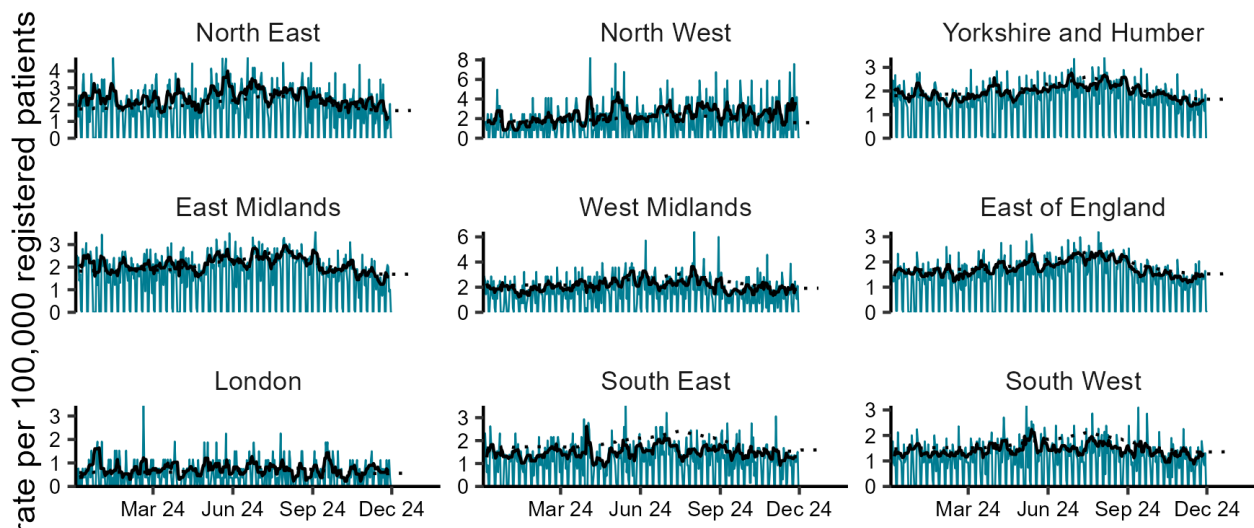 rate per 100,000 registered patients
North East
North West
Yorkshire and Humber
4
3
2
1
0
8
6
4
2
0
3
2
1
0
East Midlands
West Midlands
East of England
3
2
1
0
6
4
2
0
3
2
1
0
London
South East
South West
3
2
1
0
3
2
1
0
3
2
1
0
Mar 24 Jun 24 Sep 24 Dec 24
Mar 24 Jun 24 Sep 24 Dec 24
Mar 24 Jun 24 Sep 24 Dec 24